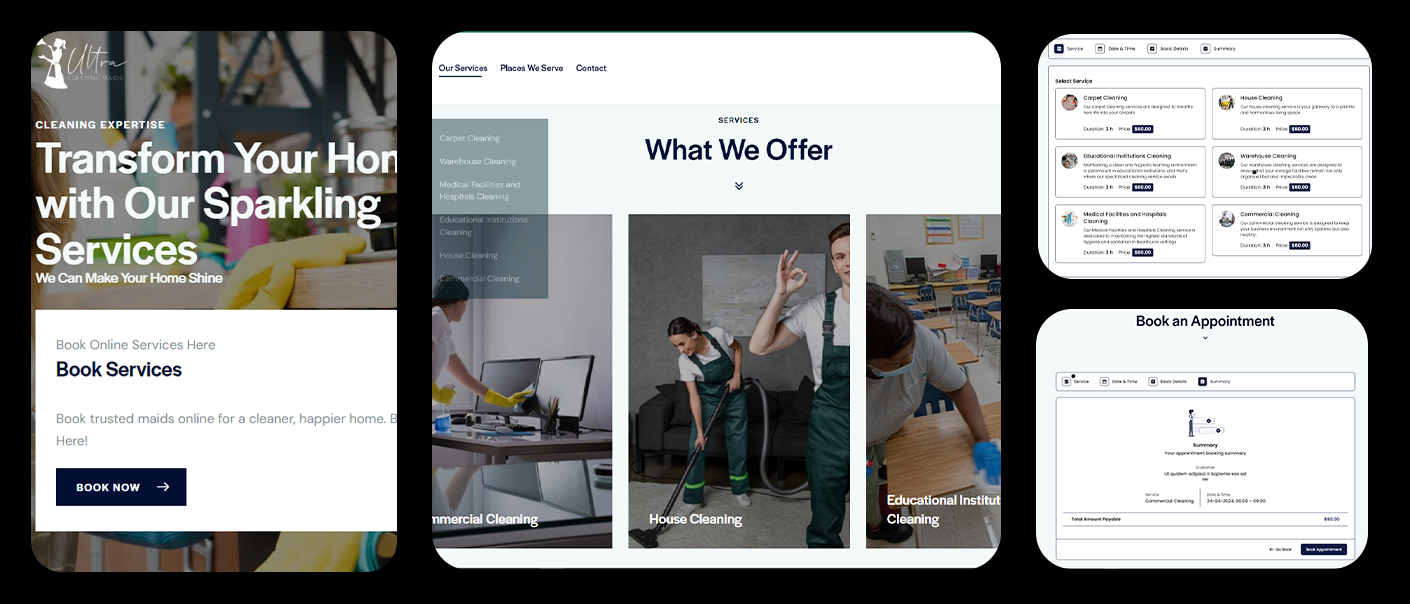 Ultra
CLEANING MAIDS
CLEANING EXPERTISE
Transform Your Hom
with Our Sparkling
Services
We Can Make Your Home Shine
Book Online Services Here
Book Services
Book trusted maids online for a cleaner, happier home. B
Here!
BOOK NOW
Our Services
Places We Serve
Contact
Carpet Cleaning
Warehouse Cleaning
Medical Facilities and
Hospitals Cleaning
Educational Institutions
Cleaning
House Cleaning
Commercial Cleaning
SERVICES
What We Offer
mmercial Cleaning
House Cleaning
Educational Institut
Cleaning
Service
Date & Time
Basic Details
Summary
Select Service
Carpet Cleaning
Our carpet cleaning services are designed to breathe
new life into your carpets
Duration: 2 h Price: $60.00
House Cleaning
Our house cleaning service is your gateway to a pristine
and harmonious living space
Duration: 3 h Price: $60.00
Educational Institutions Cleaning
Maintaining a clean and hygienic learning environment
is paramount in educational institutions, and that's
where our specialized cleaning service excels
Duration: 3 h Price: $60.00
Warehouse Cleaning
Our warehouse cleaning services are designed to
ensure that your storage facilities remain not only
organized but also impeccably clean.
Duration: 3 h Price: $60.00
Medical Facilities and Hospitals
Cleaning
Our Medical Facilities and Hospitals Cleaning service is
dedicated to maintaining the highest standards of
hygiene and sanitation in healthcare settings
Duration: 3 h Price: $60.00
Commercial Cleaning
Our commercial cleaning service is designed to keep
your business environment not only spotless but also
healthy.
Duration: 3 h Price: $60.00
Book an Appointment
Service
Date & Time
Basic Details
Summary
Summary
Your appointment booking summary
Customer
Ut quidem adipisci n Sapiente eos ad
rer
Service
Commercial Cleaning
Date & Time
24-04-2024, 06:00 – 09:00
Total Amount Payable
$60.00
Go Back
Book Appointment